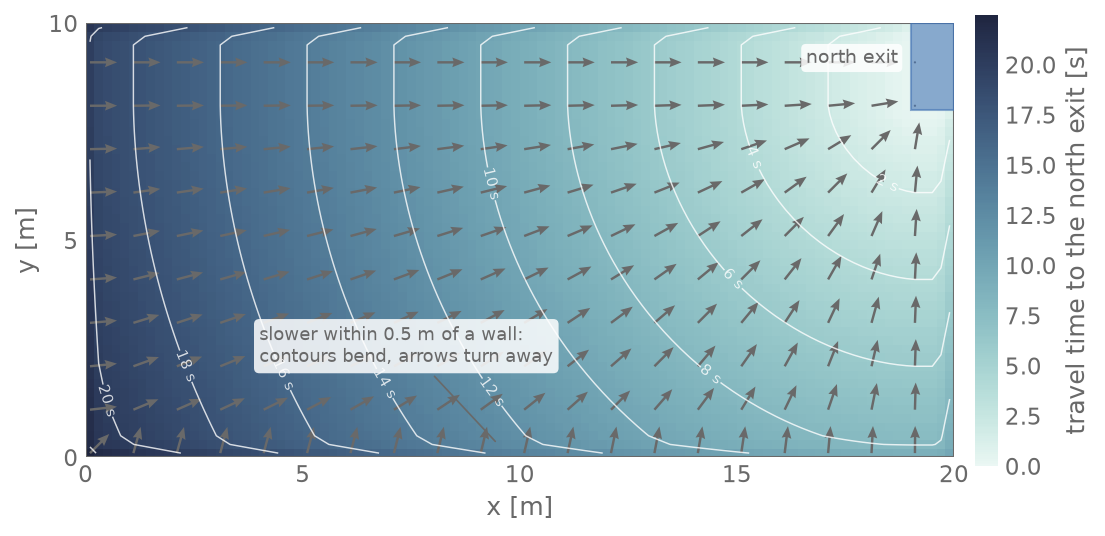 10
5
0
y [m]
0
5
10
15
20
x [m]
north exit
slower within 0.5 m of a wall:
contours bend, arrows turn away
20 s
18 s
14 s
12 s
10 s
8 s
6 s
4 s
20.0
17.5
15.0
12.5
10.0
7.5
5.0
2.5
0.0
travel time to the north exit [s]